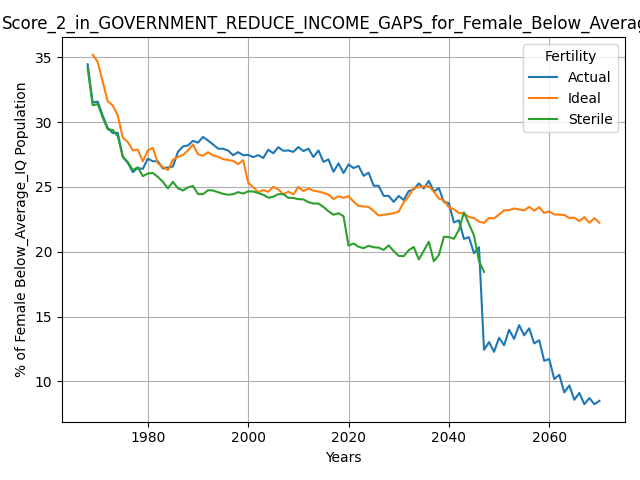 Score_2_in_GOVERNMENT_REDUCE_INCOME_GAPS_for_Female_Below_Averag
% of Female Below_Average_IQ Population
35
30
25
20
15
10
Fertility
Actual
Ideal
Sterile
1980
2000
2020
2040
2060
Years